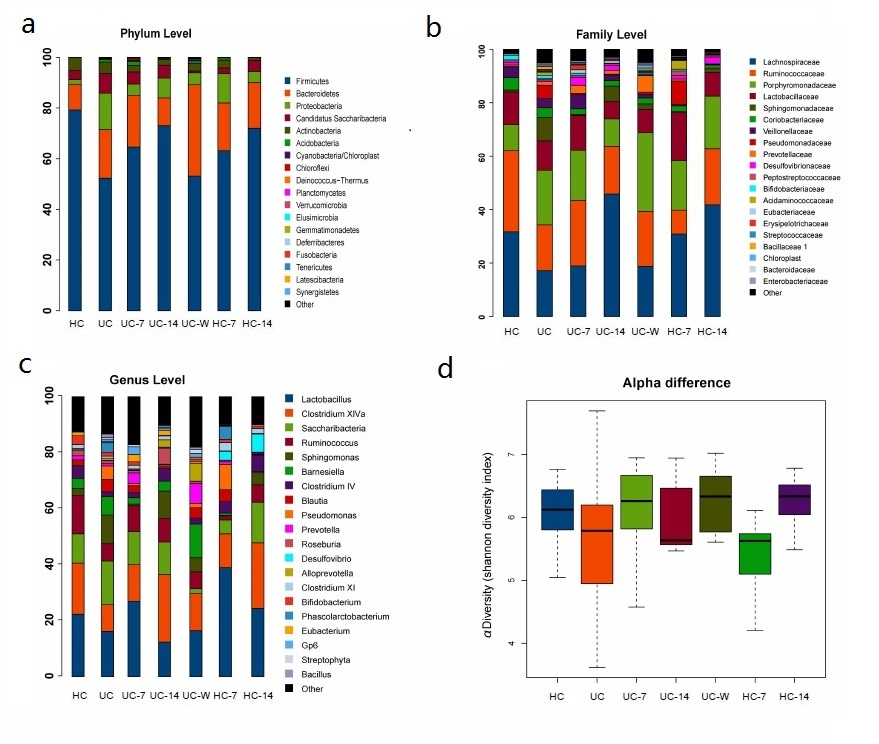 a
Phylum Level
100
80
60
40
20
0
HC UC UC-7 UC-14 UC-W HC-7 HC-14
Firmicutes
Bacteroidetes
Proteobacteria
Candidatus Saccharibacteria
Actinobacteria
Acidobacteria
Cyanobacteria/Chloroplast
Chloroflexi
Deinococcus-Thermus
Planctomycetes
Verrucomicrobia
Elusimicrobia
Gemmatimonadetes
Deferribacteres
Fusobacteria
Tenericutes
Latescibacteria
Synergistetes
Other
b
Family Level
100
80
60
40
20
0
HC UC UC-7 UC-14 UC-W HC-7 HC-14
Lachnospiraceae
Ruminococcaceae
Porphyromonadaceae
Lactobacillaceae
Sphingomonadaceae
Coriobacteriaceae
Veillonellaceae
Pseudomonadaceae
Prevotellaceae
Desulfovibrionaceae
Peptostreptococcaceae
Bifidobacteriaceae
Acidaminococcaceae
Eubacteriaceae
Erysipelotrichaceae
Streptococcaceae
Bacillaceae 1
Chloroplast
Bacteroidaceae
Enterobacteriaceae
Other
c
Genus Level
100
80
60
40
20
0
HC UC UC-7 UC-14 UC-W HC-7 HC-14
Lactobacillus
Clostridium XIVa
Saccharibacteria
Ruminococcus
Sphingomonas
Barnesiella
Clostridium IV
Blautia
Pseudomonas
Prevotella
Roseburia
Desulfovibrio
Alloprevotella
Clostridium XI
Bifidobacterium
Phascolarctobacterium
Eubacterium
Gp6
Streptophyta
Bacillus
Other
d
Alpha difference
αDiversity (shannon diversity index)
7
6
5
4
HC UC UC-7 UC-14 UC-W HC-7 HC-14